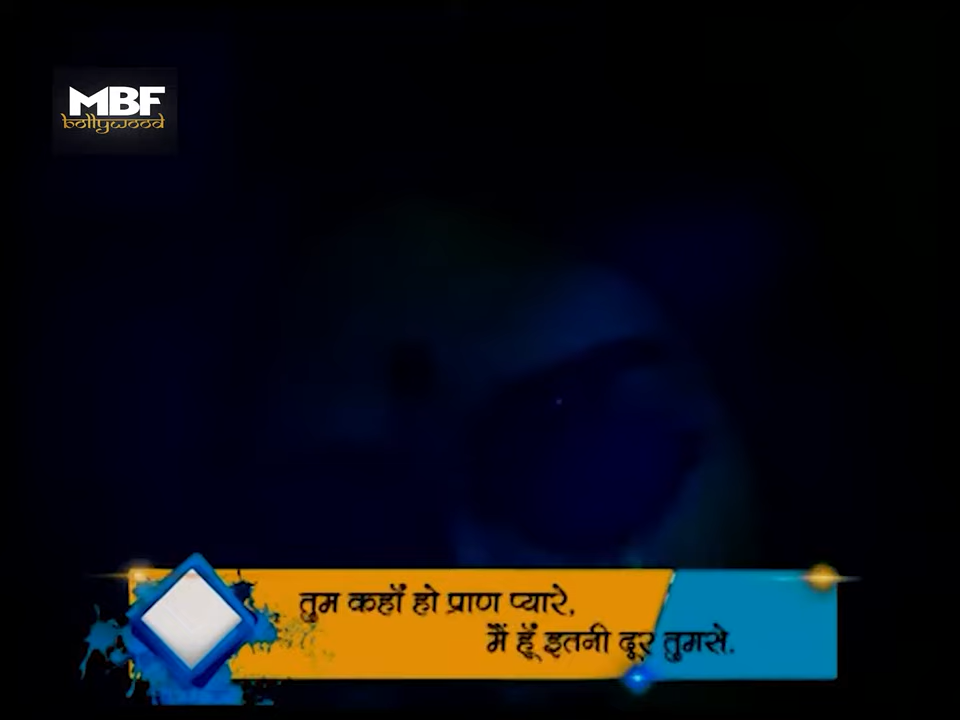 MBF
bollywood
तुम कहाँ हो प्राण प्यारे,
मैं हूँ इतनी दूर तुमसे.